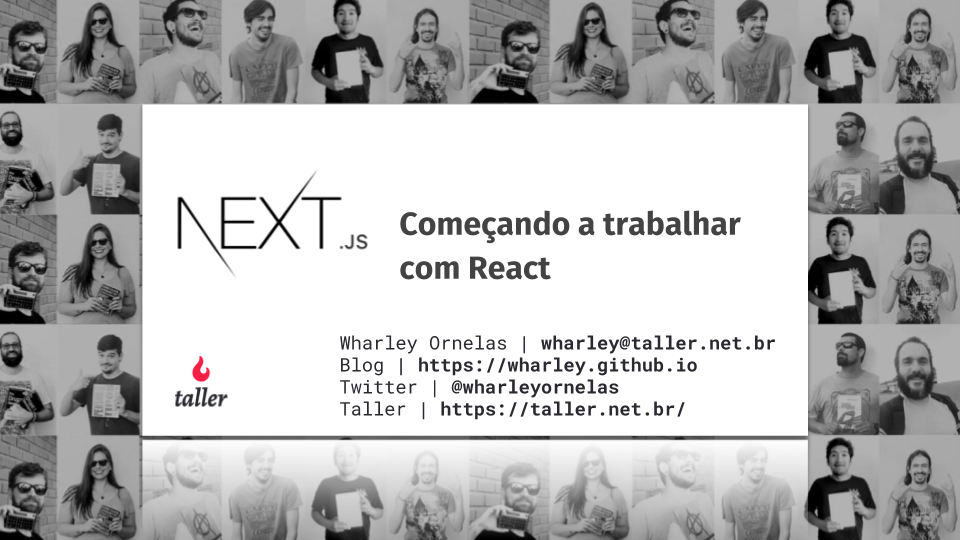 NEXT.JS
Começando a trabalhar
com React
Wharley Ornelas | wharley@taller.net.br
Blog | https://wharley.github.io
Twitter | @wharleyornelas
Taller | https://taller.net.br/
taller